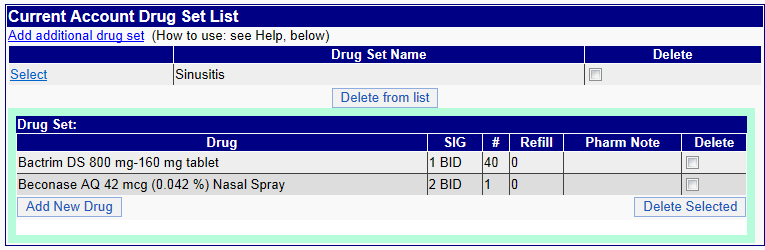 Current Account Drug Set List
Add additional drug set (How to use: see Help, below)
Drug Set Name Delete
Select Sinusitis
Delete from list
Drug Set:
Drug SIG # Refill Pharm Note Delete
Bactrim DS 800 mg-160 mg tablet 1 BID 40 0
Beconase AQ 42 mcg (0.042 %) Nasal Spray 2 BID 1 0
Add New Drug Delete Selected